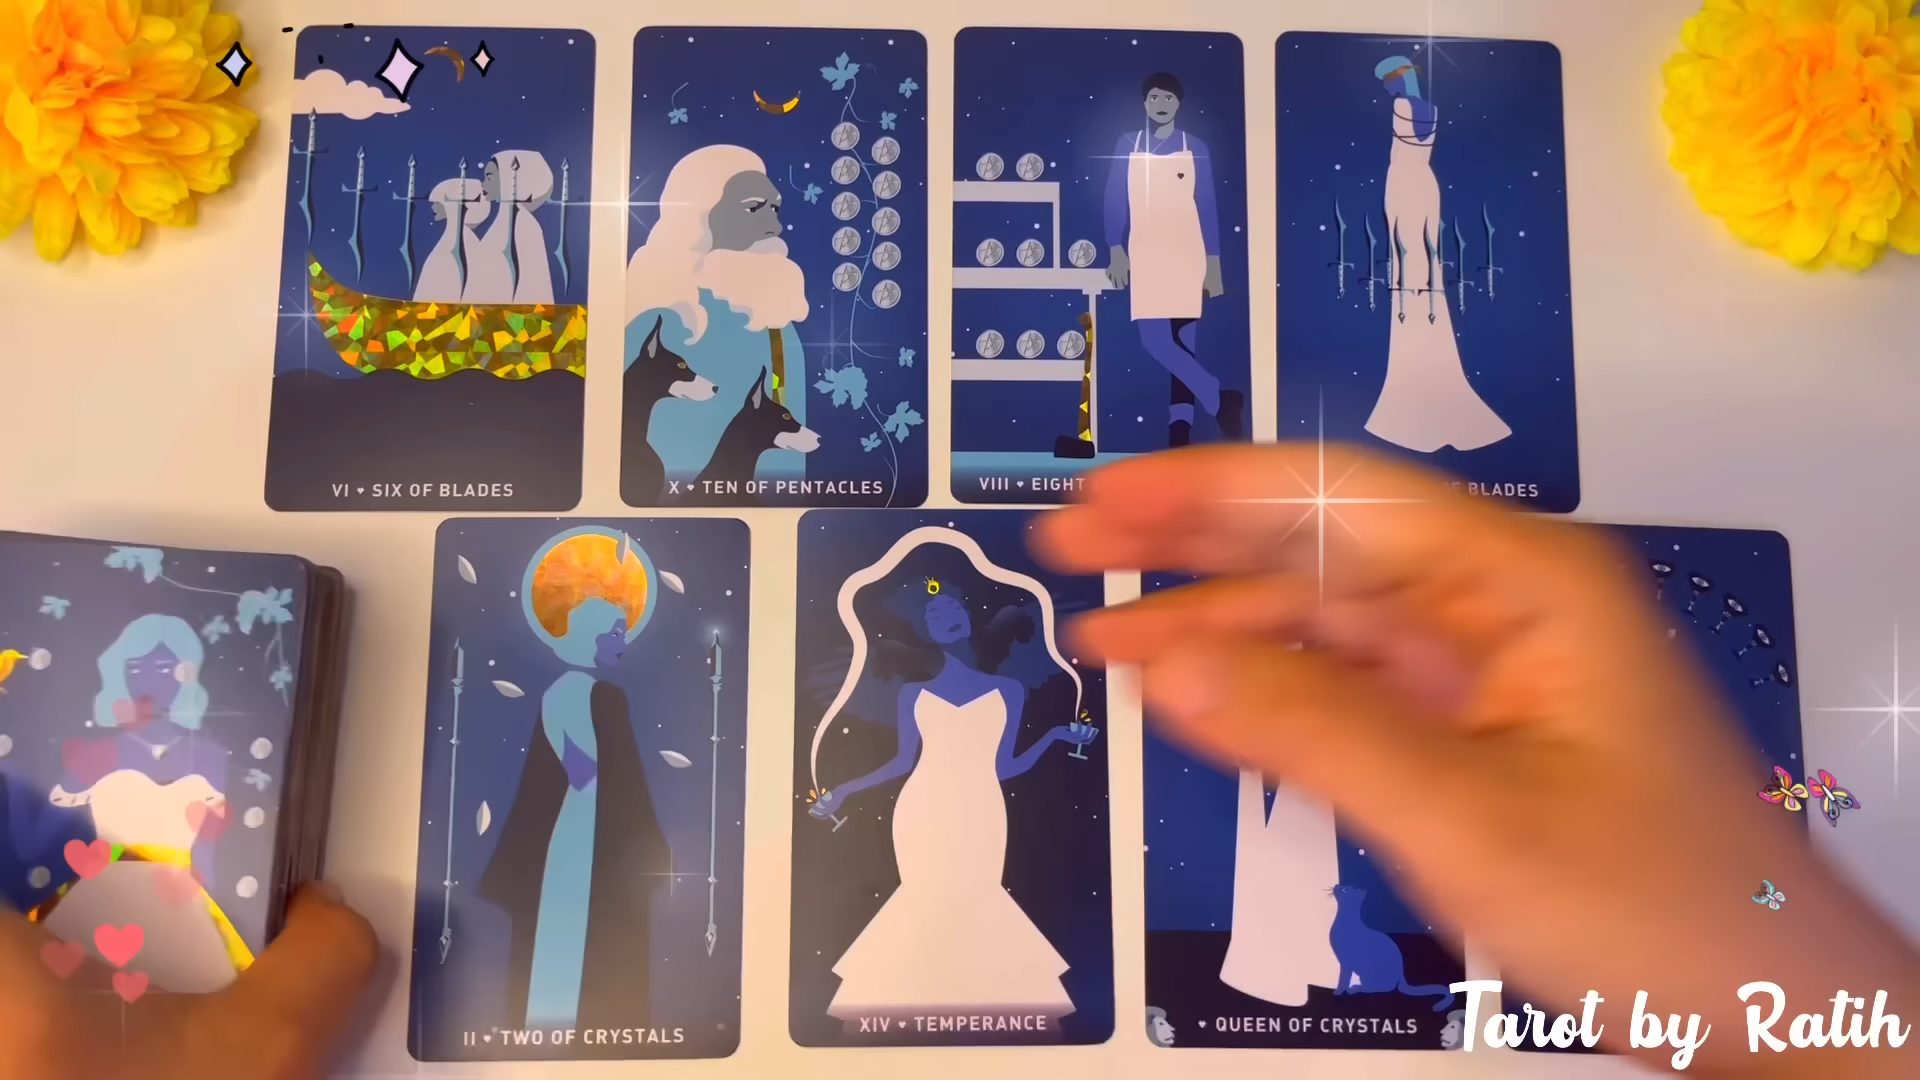 VI ♥ SIX OF BLADES
X ♥ TEN OF PENTACLES
VIII ♥ EIGHT
BLADES
II ♥ TWO OF CRYSTALS
XIV ♥ TEMPERANCE
♥ QUEEN OF CRYSTALS
Tarot by Ratih